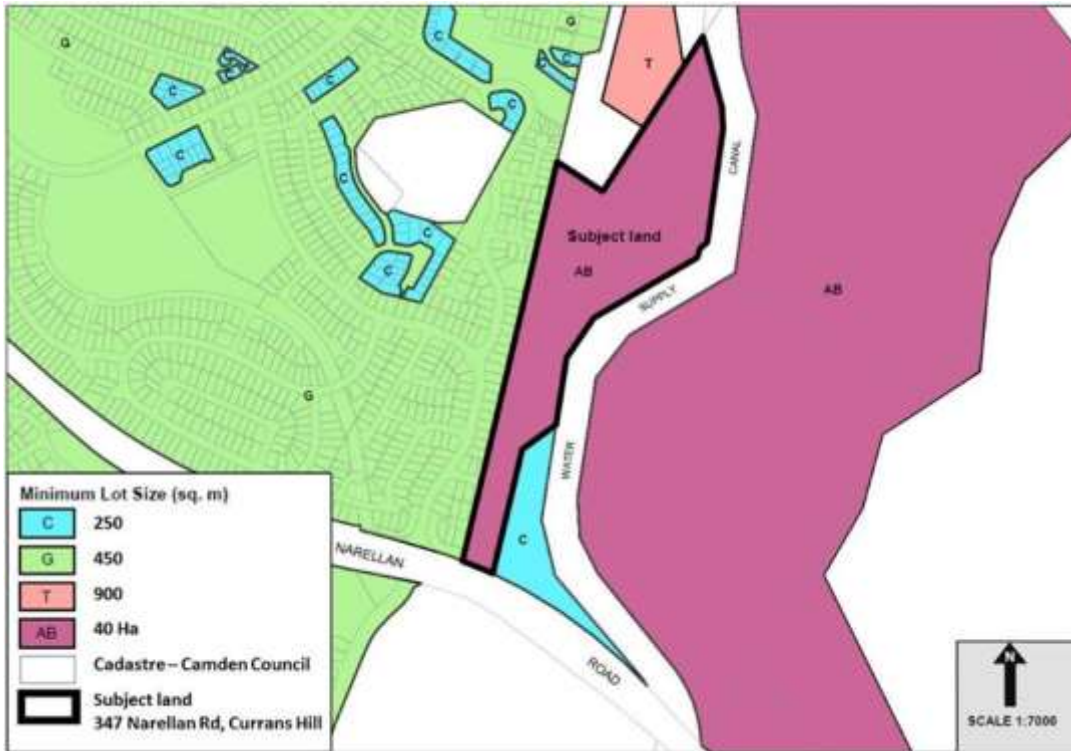 G
C
G
C
C
C
C
T
C
C
C
C
CANAL
Subject land
AB
AB
SUPPLY
G
WATER
C
NARELLAN
ROAD
Minimum Lot Size (sq. m)
C 250
G 450
T 900
AB 40 Ha
Cadastre – Camden Council
Subject land
347 Narellan Rd, Currans Hill
N
SCALE 1:7000